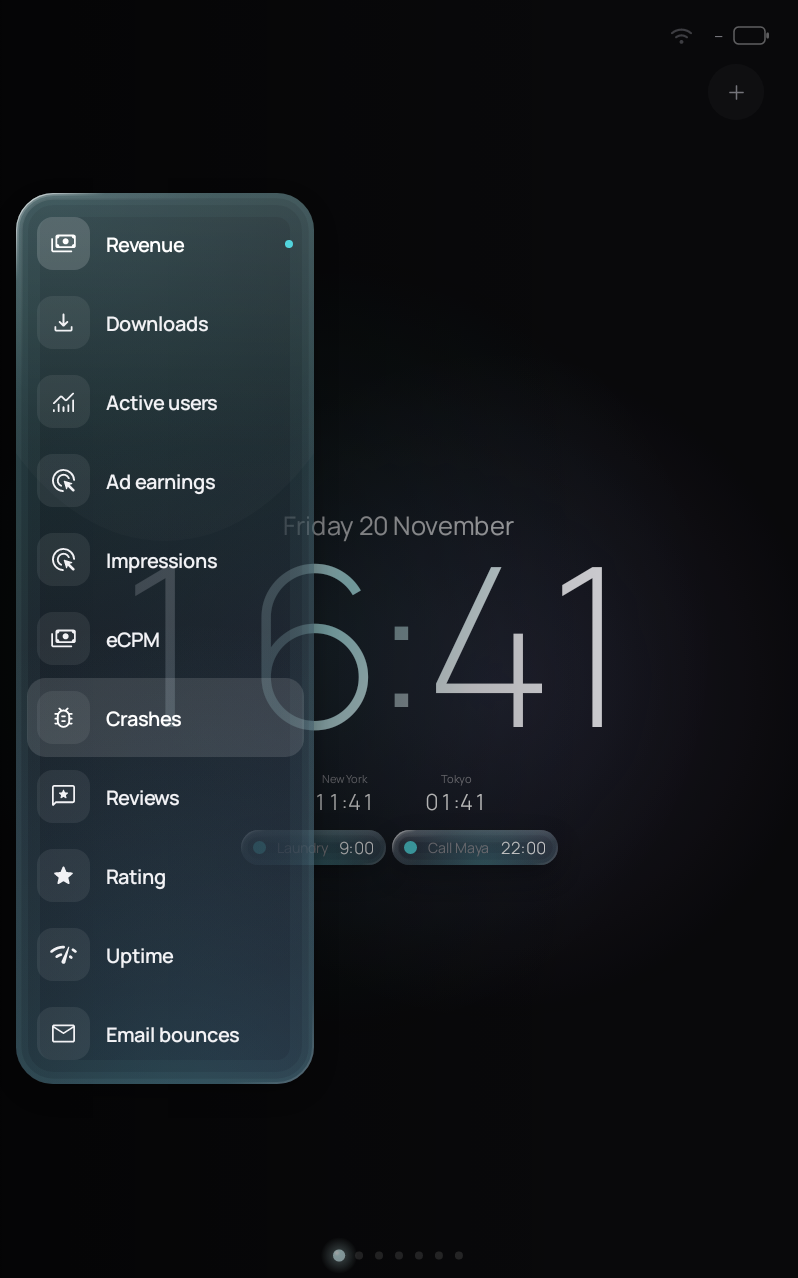 Revenue
Downloads
Active users
Ad earnings
Friday 20 November
Impressions
16:41
eCPM
Crashes
New York
Tokyo
Reviews
11:41
01:41
Laundry 9:00
Call Maya 22:00
Rating
Uptime
Email bounces